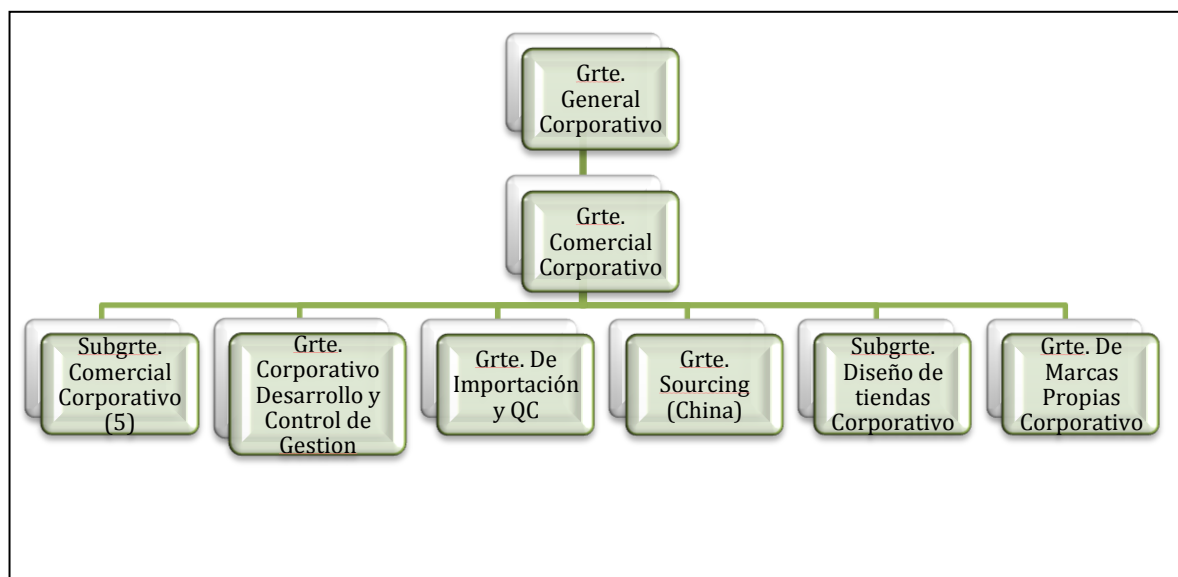 Grte.
General
Corporativo
Grte.
Comercial
Corporativo
Subgrte.
Comercial
Corporativo
(5)
Grte.
Corporativo
Desarrollo y
Control de
Gestion
Grte. De
Importación
y QC
Grte.
Sourcing
(China)
Subgrte.
Diseño de
tiendas
Corporativo
Grte. De
Marcas
Propias
Corporativo